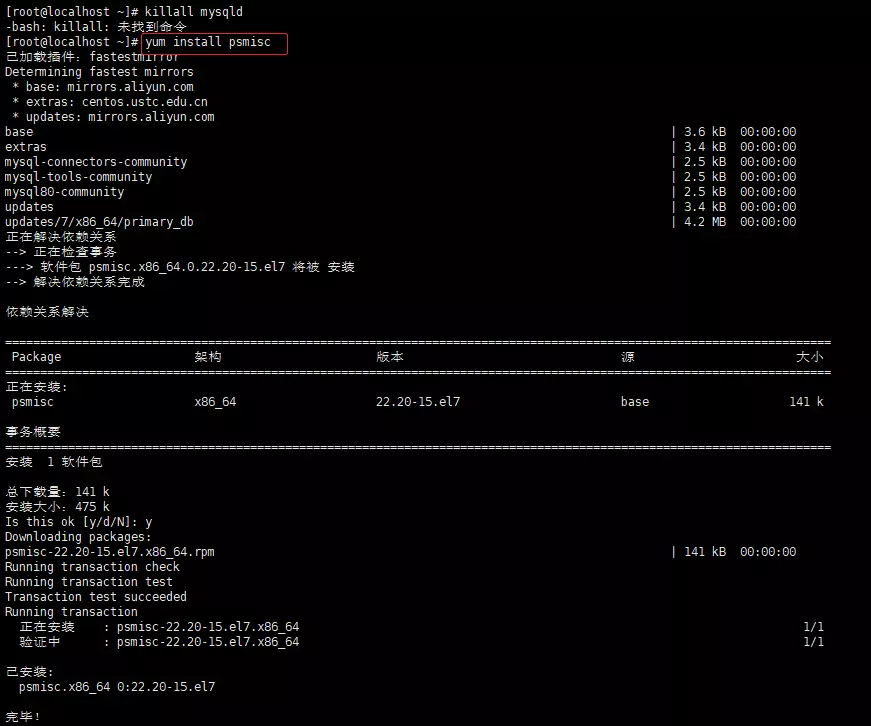 [root@localhost ~]# killall mysqld
-bash: killall: 未找到命令
[root@localhost ~]# yum install psmisc
已加载插件：fastestmirror
Determining fastest mirrors
 * base: mirrors.aliyun.com
 * extras: centos.ustc.edu.cn
 * updates: mirrors.aliyun.com
base | 3.6 kB 00:00:00
extras | 3.4 kB 00:00:00
mysql-connectors-community | 2.5 kB 00:00:00
mysql-tools-community | 2.5 kB 00:00:00
mysql80-community | 2.5 kB 00:00:00
updates | 3.4 kB 00:00:00
updates/7/x86_64/primary_db | 4.2 MB 00:00:00
正在解决依赖关系
--> 正在检查事务
---> 软件包 psmisc.x86_64.0.22.20-15.el7 将被 安装
--> 解决依赖关系完成
依赖关系解决
Package 架构 版本 源 大小
正在安装:
psmisc x86_64 22.20-15.el7 base 141 k
事务概要
安装 1 软件包
总下载量：141 k
安装大小：475 k
Is this ok [y/d/N]: y
Downloading packages:
psmisc-22.20-15.el7.x86_64.rpm | 141 kB 00:00:00
Running transaction check
Running transaction test
Transaction test succeeded
Running transaction
正在安装 : psmisc-22.20-15.el7.x86_64 1/1
验证中 : psmisc-22.20-15.el7.x86_64 1/1
已安装:
psmisc.x86_64 0:22.20-15.el7
完毕！